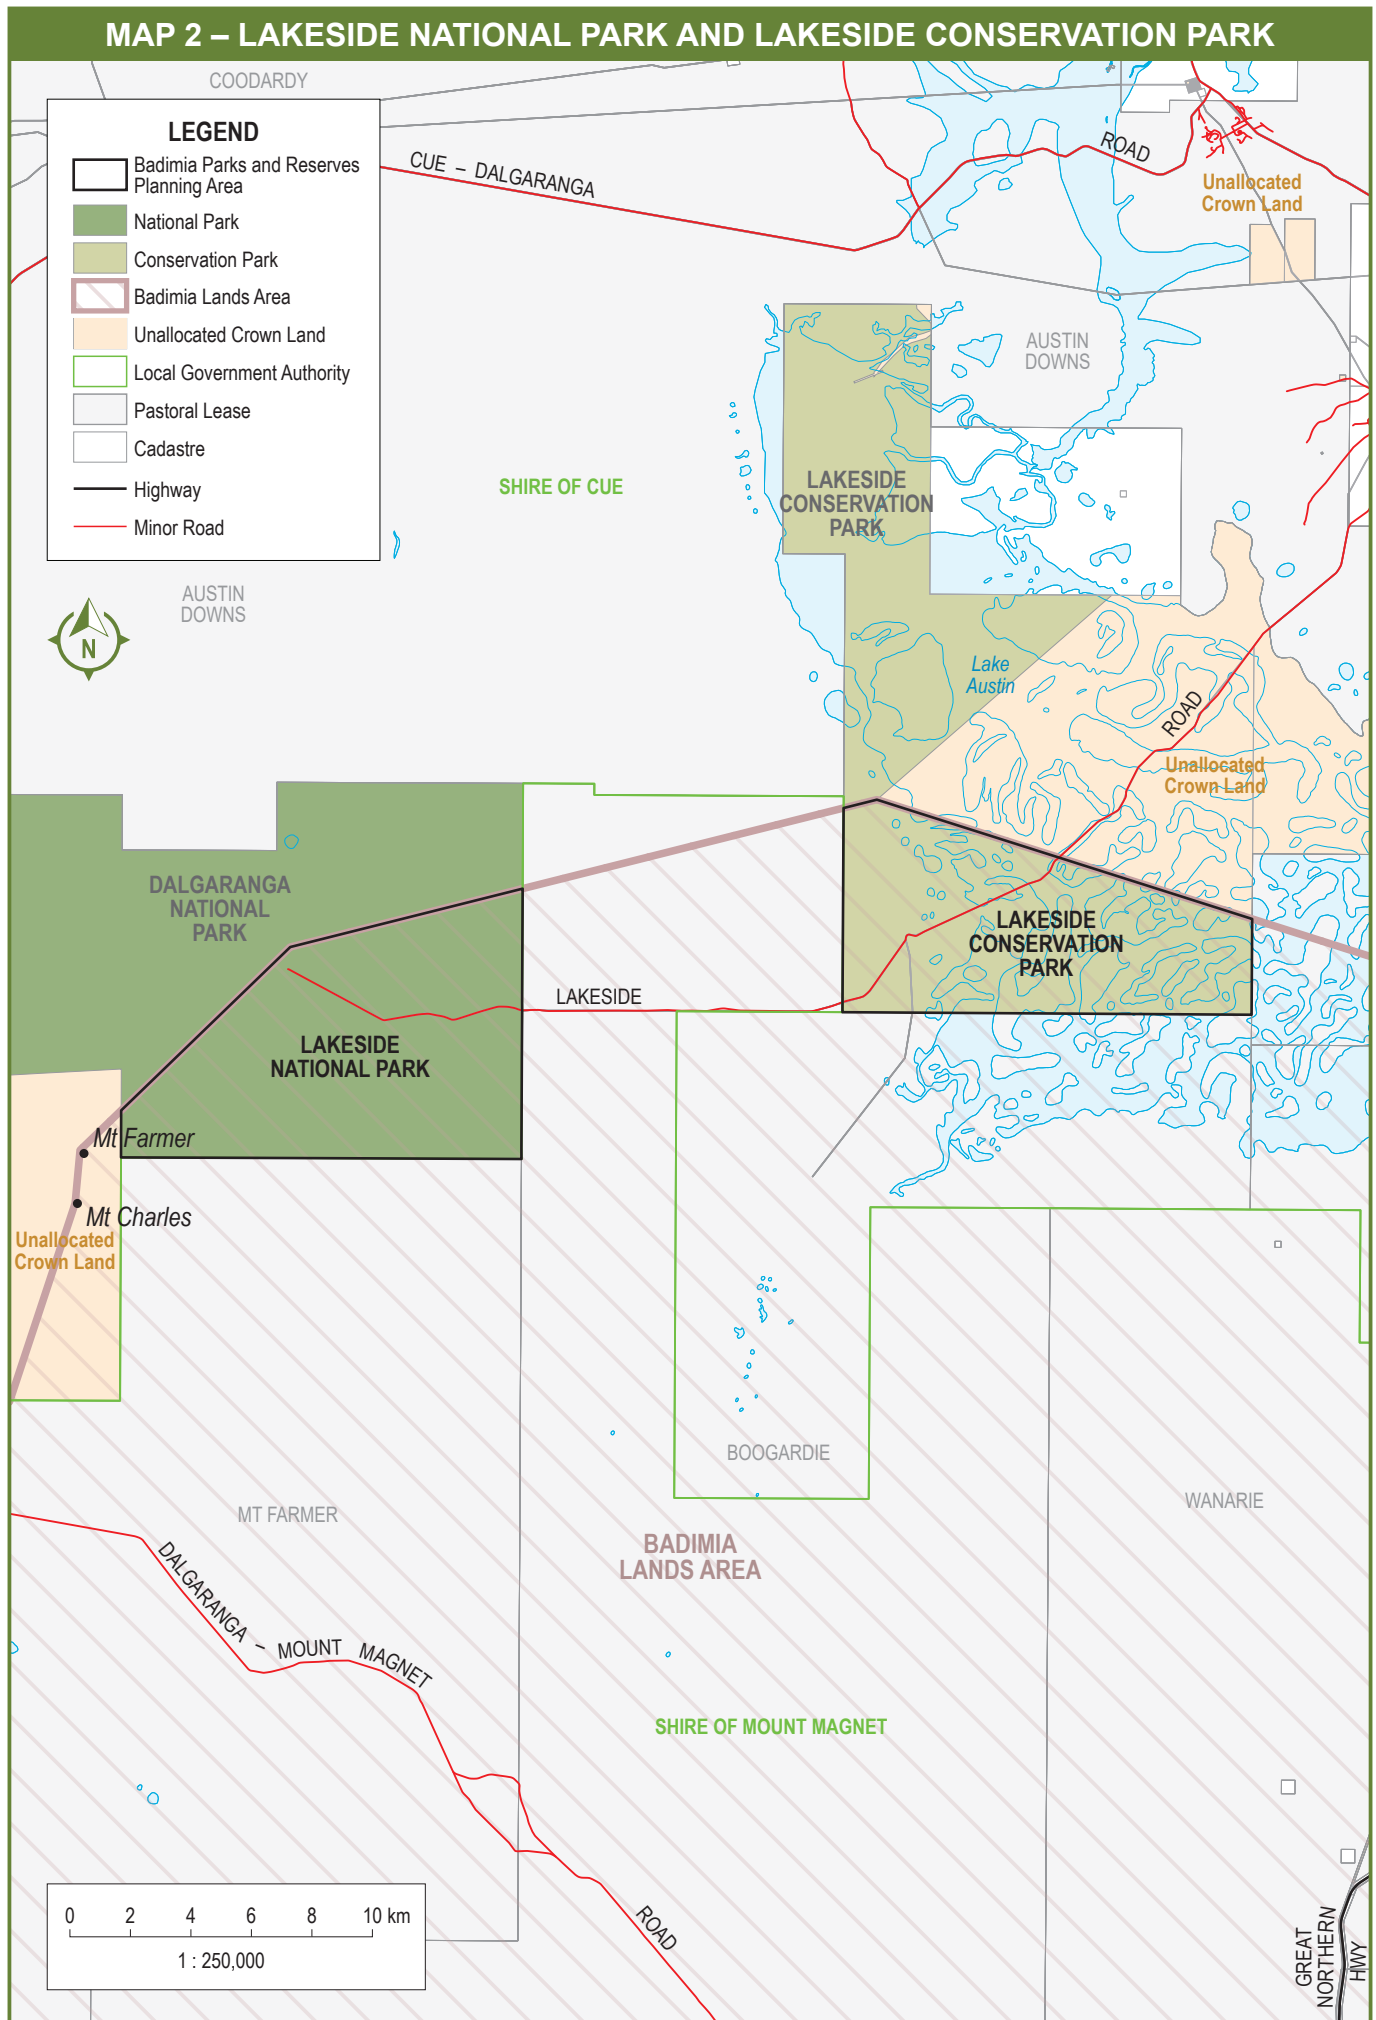 MAP 2 – LAKESIDE NATIONAL PARK AND LAKESIDE CONSERVATION PARK
COODARDY
LEGEND
Badimia Parks and Reserves
Planning Area
National Park
Conservation Park
Badimia Lands Area
Unallocated Crown Land
Local Government Authority
Pastoral Lease
Cadastre
Highway
Minor Road
CUE – DALGARANGA
ROAD
Unallocated
Crown Land
AUSTIN
DOWNS
SHIRE OF CUE
LAKESIDE
CONSERVATION
PARK
AUSTIN
DOWNS
N
Lake
Austin
ROAD
Unallocated
Crown Land
DALGARANGA
NATIONAL
PARK
LAKESIDE
CONSERVATION
PARK
LAKESIDE
LAKESIDE
NATIONAL PARK
Mt Farmer
Mt Charles
Unallocated
Crown Land
BOOGARDIE
WANARIE
MT FARMER
BADIMIA
LANDS AREA
DALGARANGA – MOUNT MAGNET
SHIRE OF MOUNT MAGNET
ROAD
0 2 4 6 8 10 km
1 : 250,000
GREAT
NORTHERN
HWY